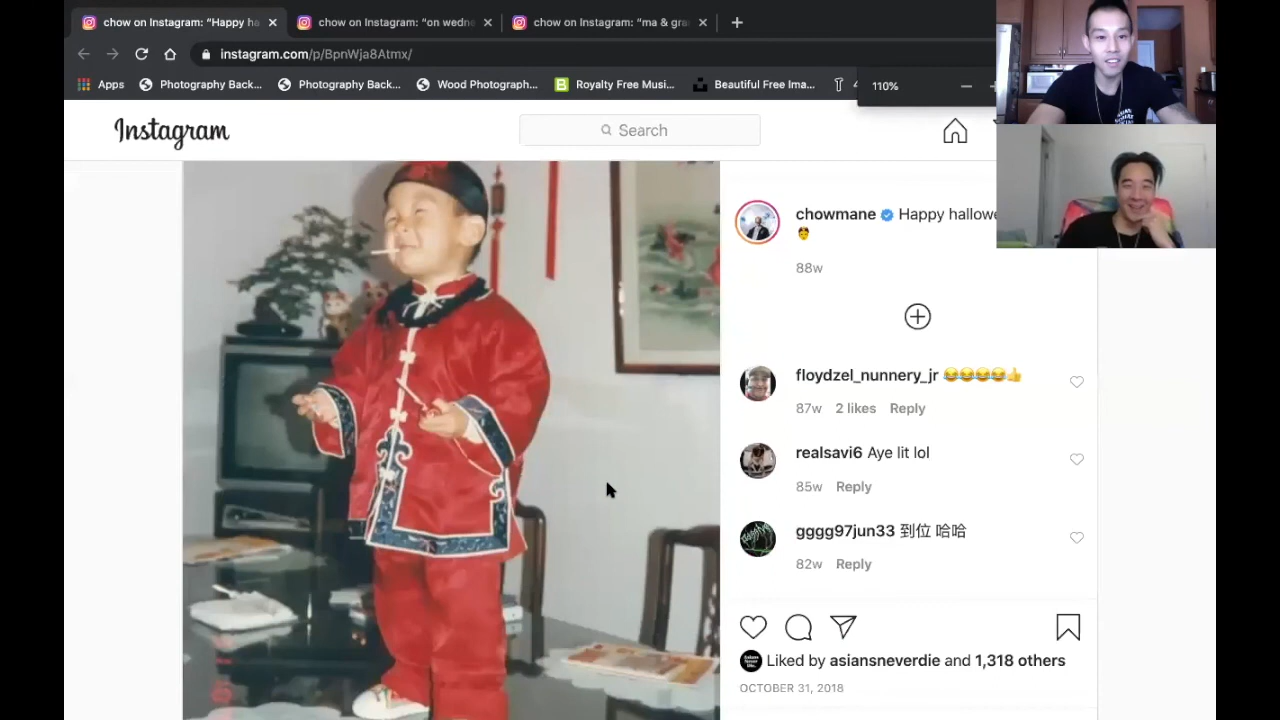 chow on Instagram: “Happy ha
chow on Instagram: “on wedne
chow on Instagram: “ma & gra
instagram.com/p/BpnWja8Atmx/
Apps
Photography Back...
Photography Back...
Wood Photograph...
Royalty Free Musi...
Beautiful Free Ima...
110%
Instagram
Search
chowmane Happy hallowe
88w
floydzel_nunnery_jr 😂😂😂😂👍
87w 2 likes Reply
realsavi6 Aye lit lol
85w Reply
gggg97jun33 到位 哈哈
82w Reply
Liked by asiansneverdie and 1,318 others
OCTOBER 31, 2018